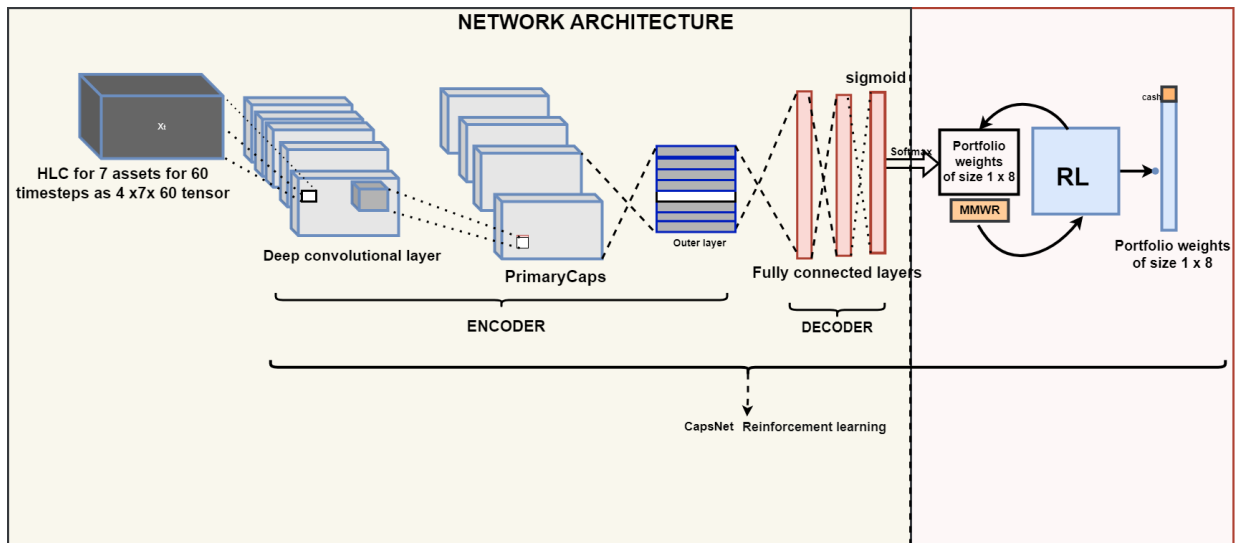 NETWORK ARCHITECTURE
Xt
HLC for 7 assets for 60
timesteps as 4 x7x 60 tensor
Deep convolutional layer
PrimaryCaps
Outer layer
sigmoid
Fully connected layers
ENCODER
DECODER
Softmax
Portfolio
weights
of size 1 x 8
MMWR
RL
cash
Portfolio weights
of size 1 x 8
CapsNet Reinforcement learning